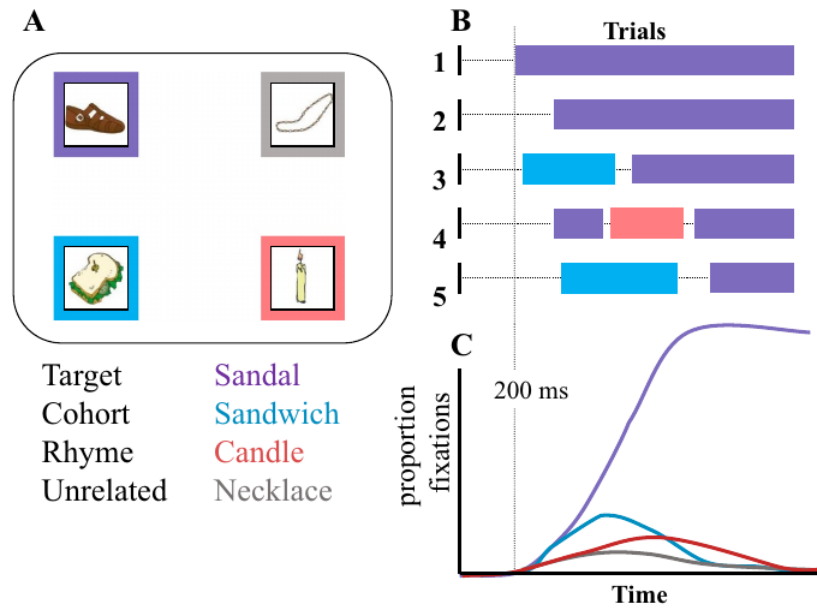 A
Target Sandal
Cohort Sandwich
Rhyme Candle
Unrelated Necklace
B
Trials
1
2
3
4
5
C
200 ms
proportion
fixations
Time